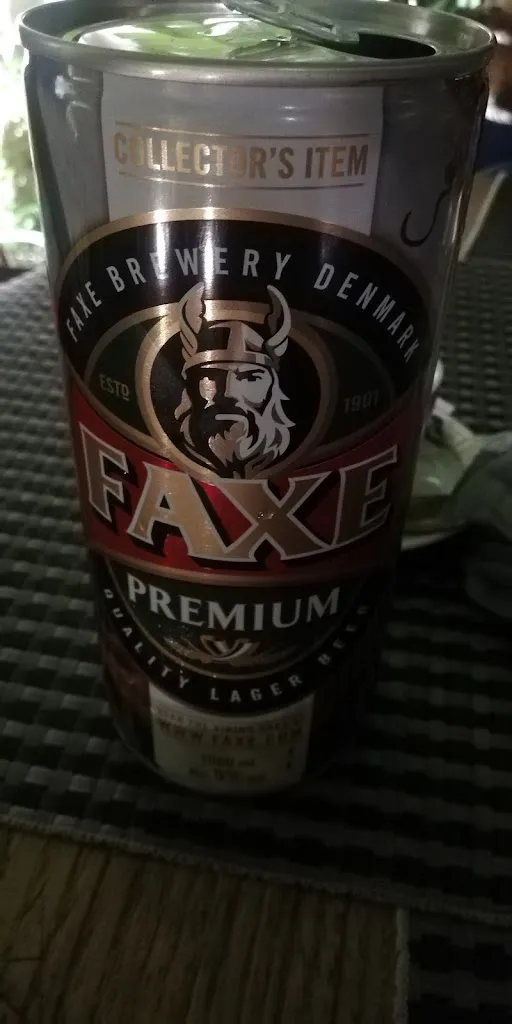 COLLECTOR'S ITEM
FAXE BREWERY DENMARK
ESTD 1901
FAXE
PREMIUM
QUALITY LAGER BEER
WWW.FAXE.COM